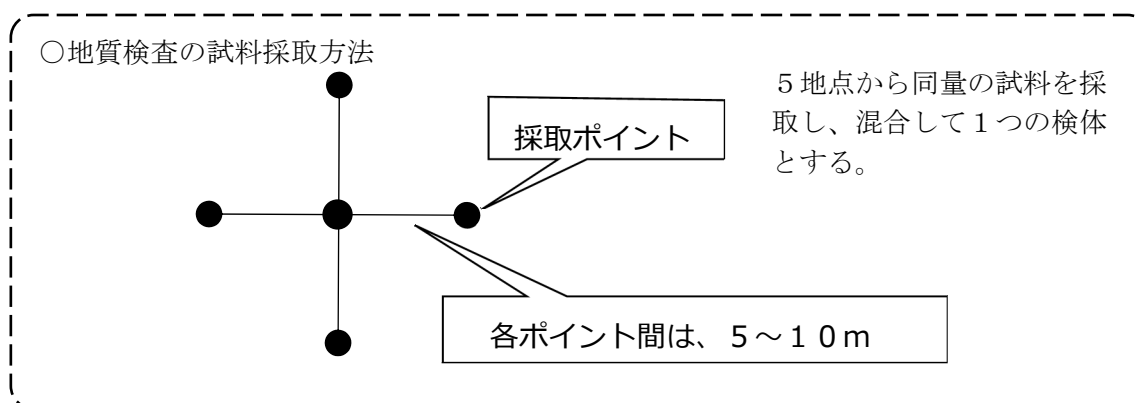 ○地質検査の試料採取方法
５地点から同量の試料を採
取し、混合して１つの検体
とする。
採取ポイント
各ポイント間は、５～１０ｍ